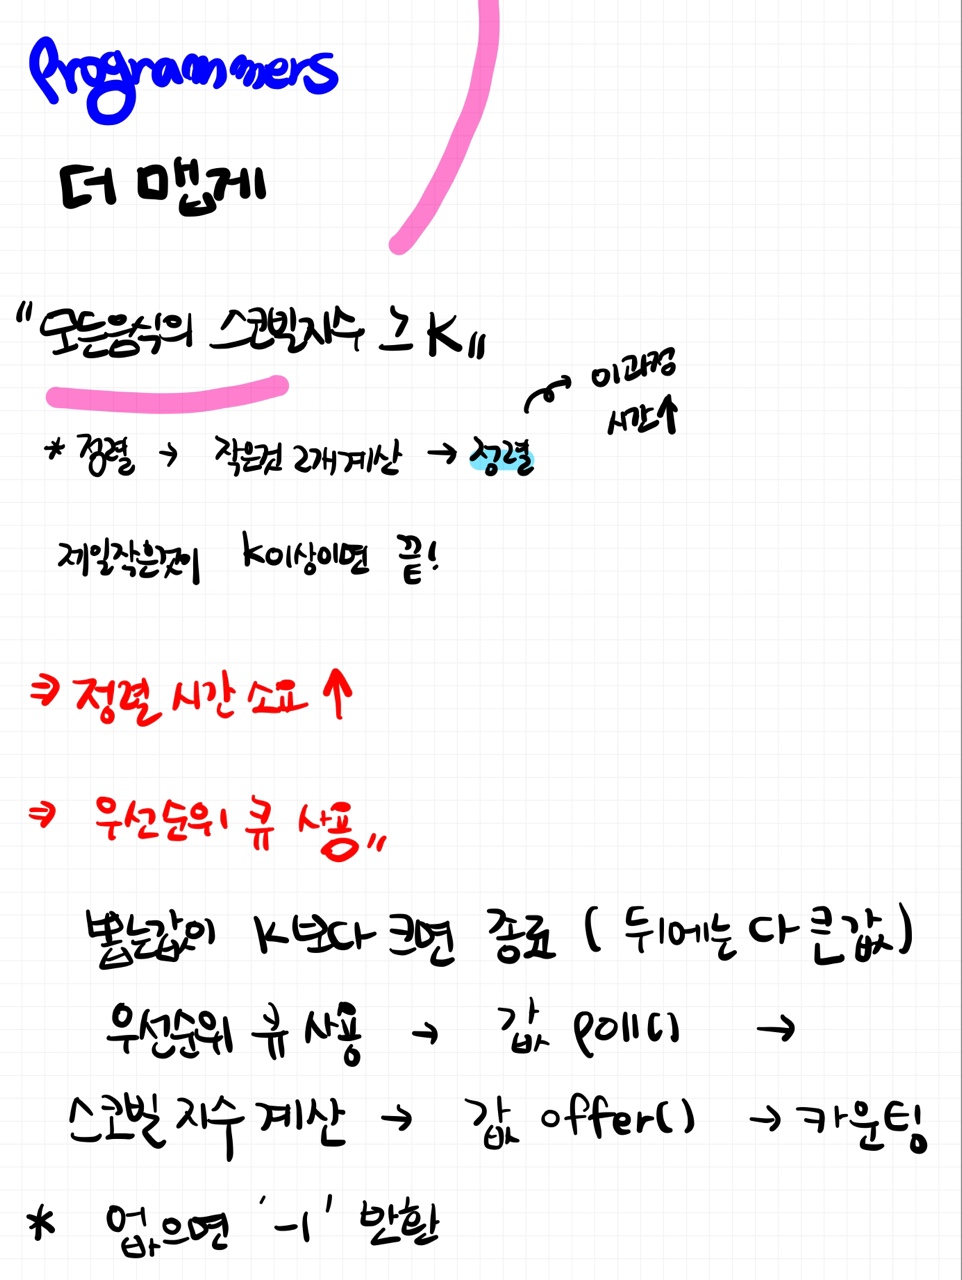 Programmers
더 맵게
"모든음식의 스코빌지수 ≥ K"
이과정
시간↑
* 정렬 → 작은것 2개 계산 → 정렬
제일작은것이 K이상이면 끝!
⇒ 정렬 시간 소요 ↑
⇒ 우선순위 큐 사용"
뽑는값이 K보다 크면 종료 ( 뒤에는 다 큰값 )
우선순위 큐 사용 → 값 poll() →
스코빌 지수 계산 → 값 offer() → 카운팅
* 없으면 '-1' 반환